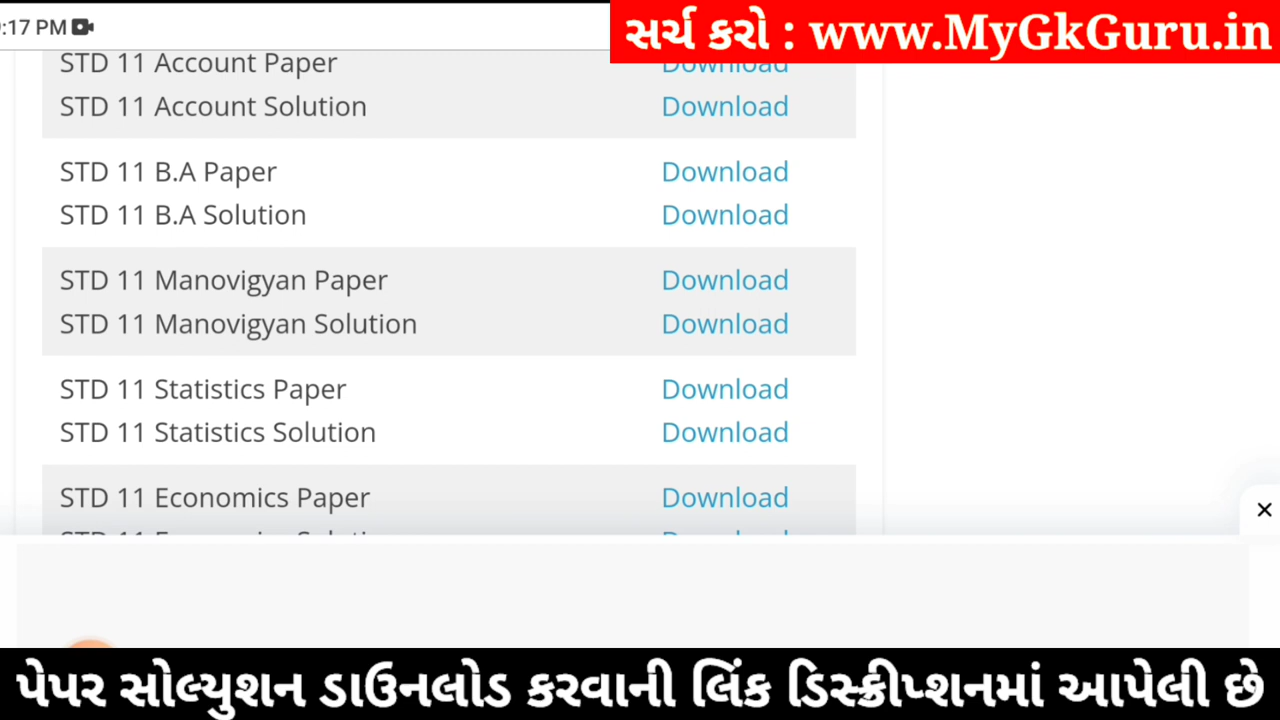 :17 PM
સર્ચ કરો : www.MyGkGuru.in
STD 11 Account Paper Download
STD 11 Account Solution Download
STD 11 B.A Paper Download
STD 11 B.A Solution Download
STD 11 Manovigyan Paper Download
STD 11 Manovigyan Solution Download
STD 11 Statistics Paper Download
STD 11 Statistics Solution Download
STD 11 Economics Paper Download
પેપર સોલ્યુશન ડાઉનલોડ કરવાની લિંક ડિસ્ક્રીપ્શનમાં આપેલી છે